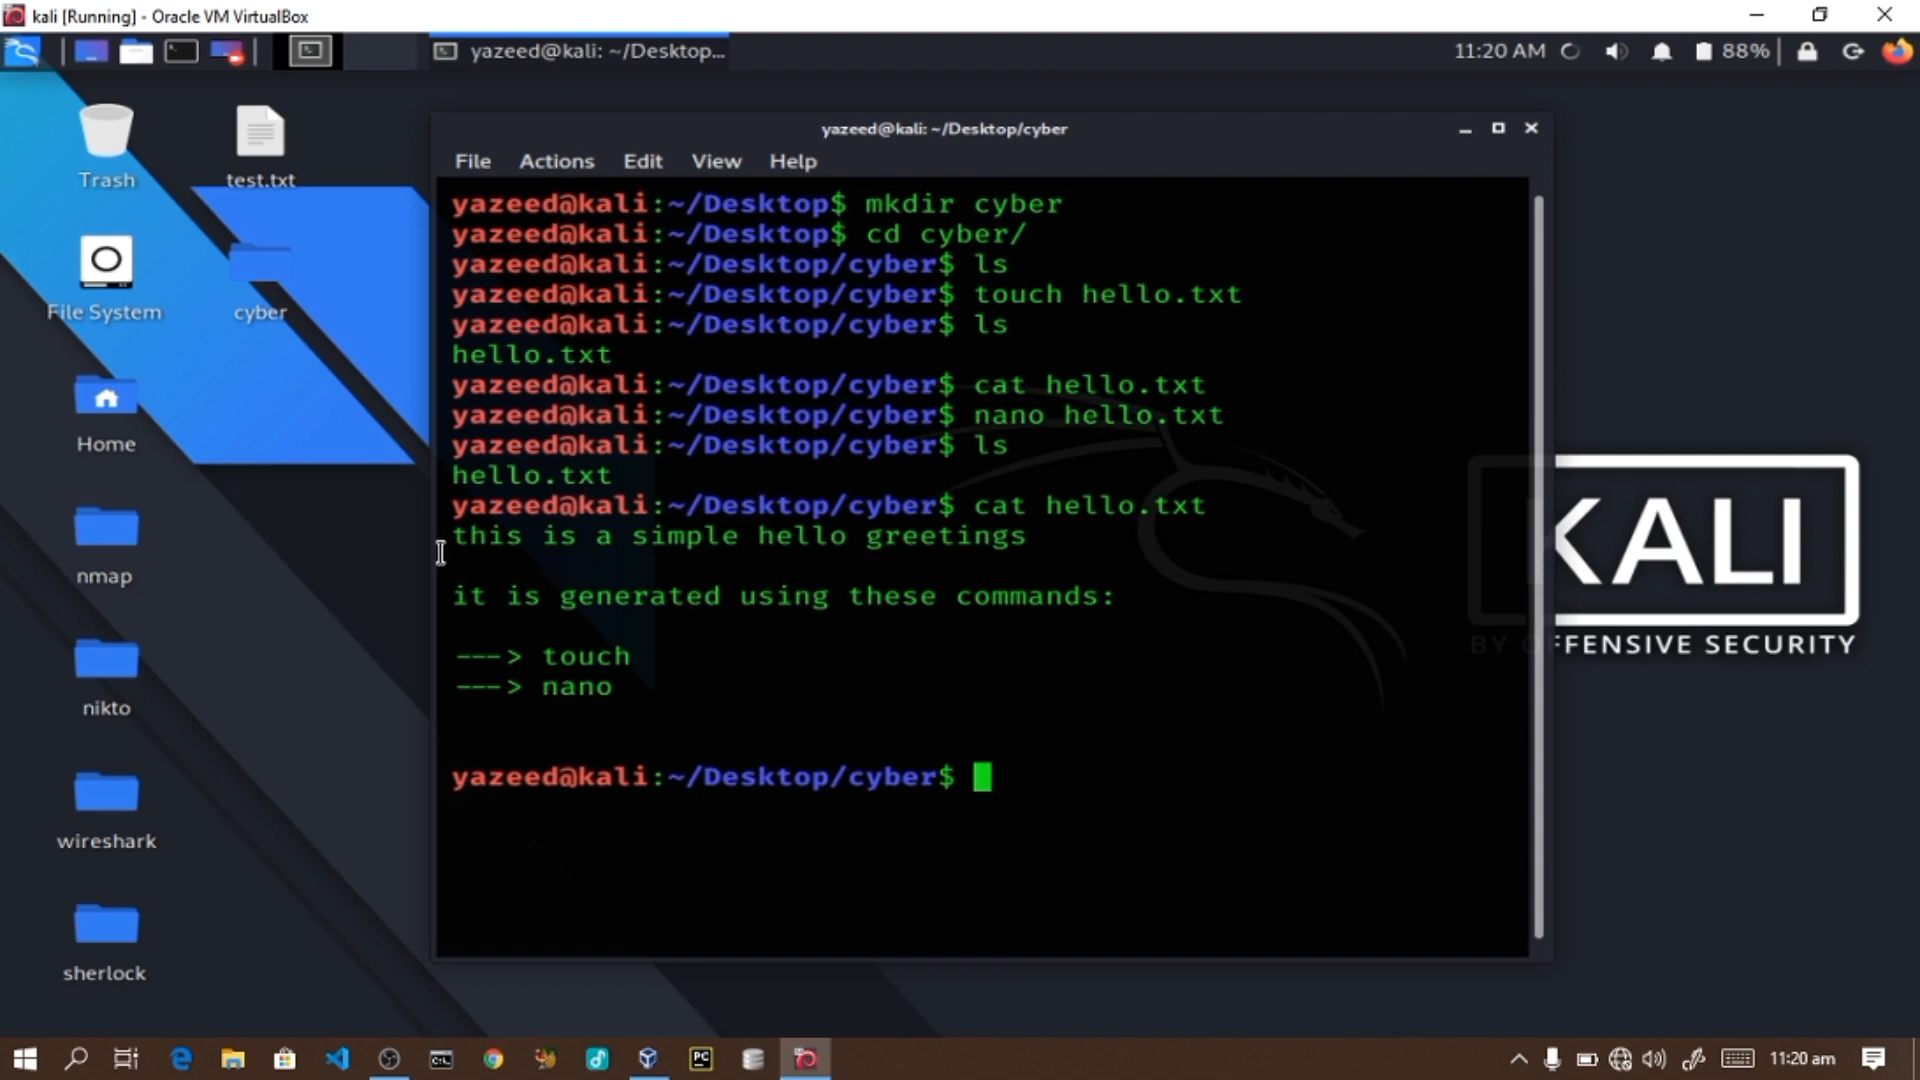 kali [Running] - Oracle VM VirtualBox
yazeed@kali: ~/Desktop...
11:20 AM
88%
Trash
test.txt
File System
cyber
Home
nmap
nikto
wireshark
sherlock
yazeed@kali: ~/Desktop/cyber
File Actions Edit View Help
yazeed@kali:~/Desktop$ mkdir cyber
yazeed@kali:~/Desktop$ cd cyber/
yazeed@kali:~/Desktop/cyber$ ls
yazeed@kali:~/Desktop/cyber$ touch hello.txt
yazeed@kali:~/Desktop/cyber$ ls
hello.txt
yazeed@kali:~/Desktop/cyber$ cat hello.txt
yazeed@kali:~/Desktop/cyber$ nano hello.txt
yazeed@kali:~/Desktop/cyber$ ls
hello.txt
yazeed@kali:~/Desktop/cyber$ cat hello.txt
this is a simple hello greetings
it is generated using these commands:
---> touch
---> nano
yazeed@kali:~/Desktop/cyber$
KALI
BY OFFENSIVE SECURITY
PC
11:20 am